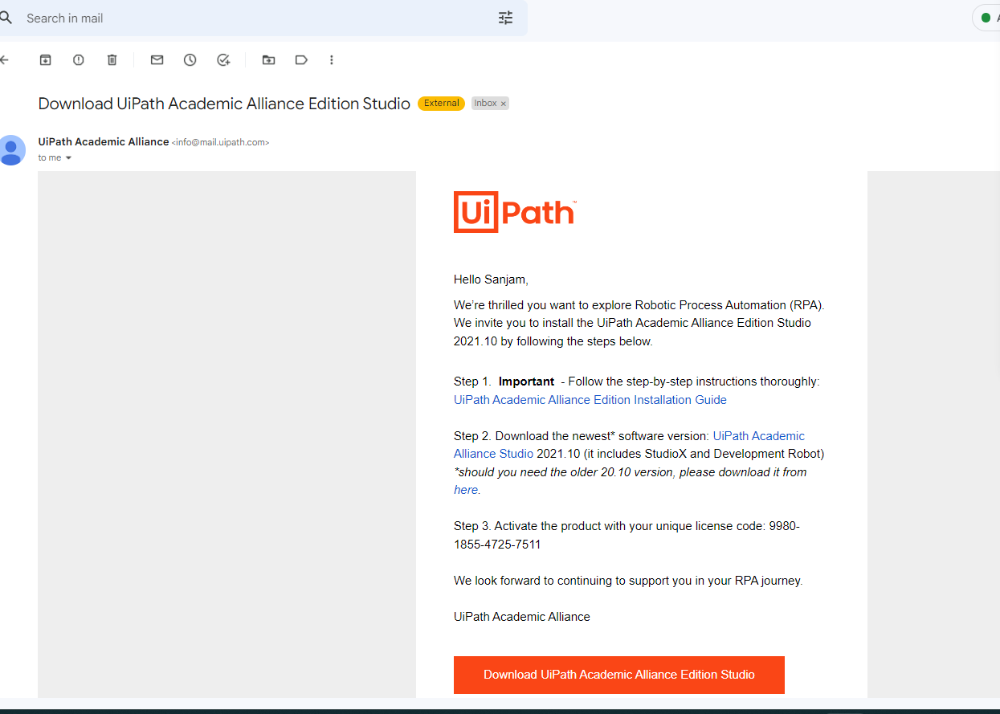 Search in mail
Download UiPath Academic Alliance Edition Studio External Inbox ×
UiPath Academic Alliance <info@mail.uipath.com>
to me
UiPath™
Hello Sanjam,
We're thrilled you want to explore Robotic Process Automation (RPA).
We invite you to install the UiPath Academic Alliance Edition Studio
2021.10 by following the steps below.
Step 1. Important - Follow the step-by-step instructions thoroughly:
UiPath Academic Alliance Edition Installation Guide
Step 2. Download the newest* software version: UiPath Academic
Alliance Studio 2021.10 (it includes StudioX and Development Robot)
*should you need the older 20.10 version, please download it from
here.
Step 3. Activate the product with your unique license code: 9980-
1855-4725-7511
We look forward to continuing to support you in your RPA journey.
UiPath Academic Alliance
Download UiPath Academic Alliance Edition Studio